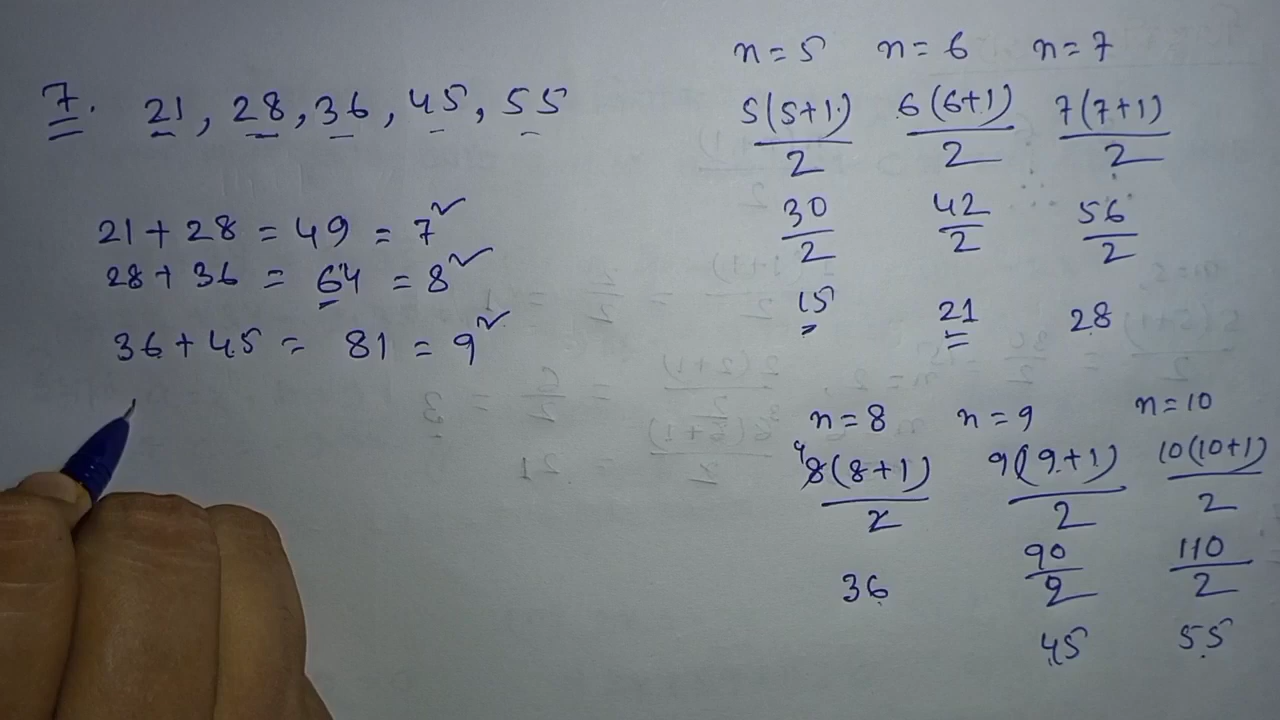 7. 21, 28, 36, 45, 55
21 + 28 = 49 = 7²
28 + 36 = 64 = 8²
36 + 45 = 81 = 9²
n = 5 n = 6 n = 7
5(5+1)/2 6(6+1)/2 7(7+1)/2
30/2 42/2 56/2
15 21 28
n = 8 n = 9 n = 10
4 8(8+1)/2 9(9+1)/2 10(10+1)/2
90/2 110/2
36 45 55